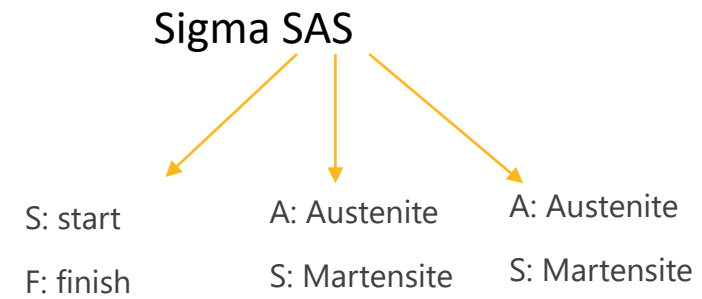 Sigma SAS
S: start
F: finish
A: Austenite
S: Martensite
A: Austenite
S: Martensite